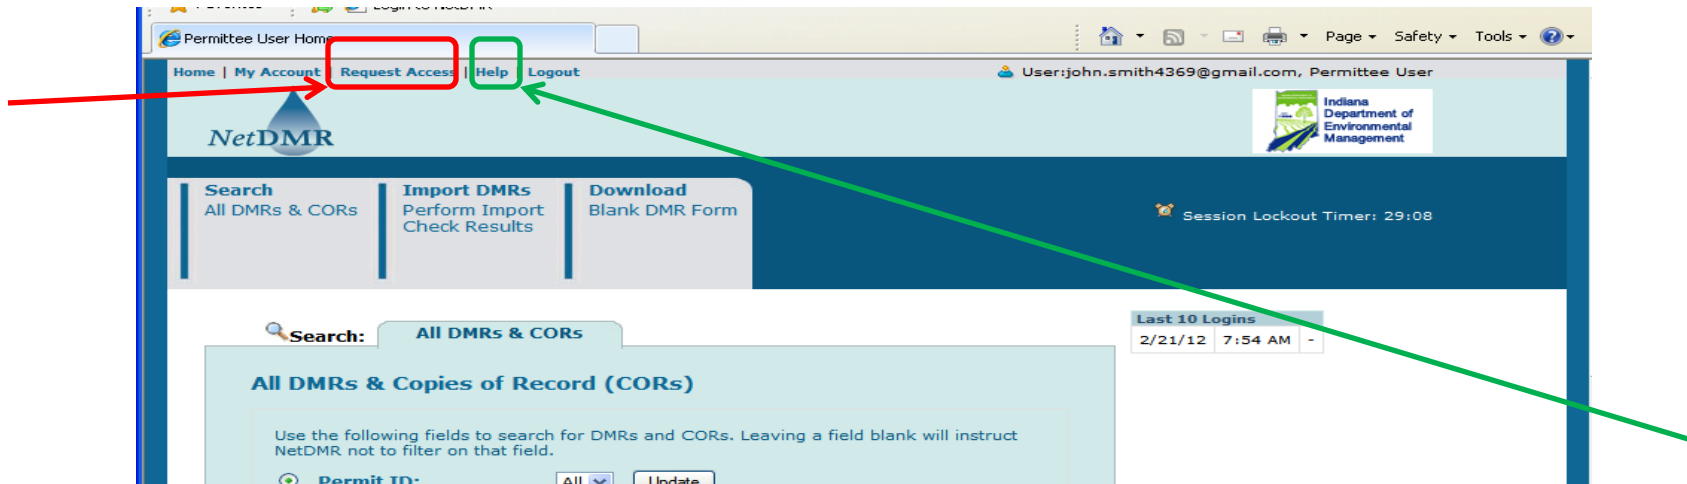 Favorites Login to NetDMR
Permittee User Home
Page Safety Tools
Home | My Account | Request Access | Help | Logout
User:john.smith4369@gmail.com, Permittee User
NetDMR
Indiana
Department of
Environmental
Management
Search Import DMRs Download
All DMRs & CORs Perform Import Blank DMR Form
Check Results
Session Lockout Timer: 29:08
Search: All DMRs & CORs
Last 10 Logins
2/21/12 7:54 AM -
All DMRs & Copies of Record (CORs)
Use the following fields to search for DMRs and CORs. Leaving a field blank will instruct
NetDMR not to filter on that field.
Permit ID: All Update